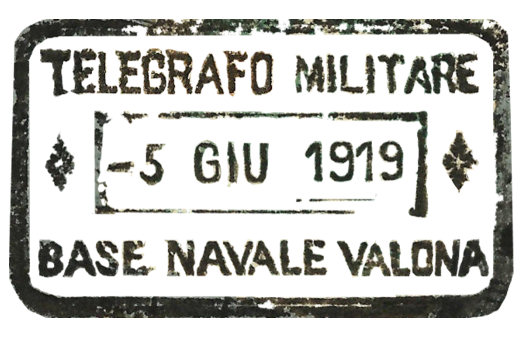 TELEGRAFO MILITARE
-5 GIU 1919
BASE NAVALE VALONA